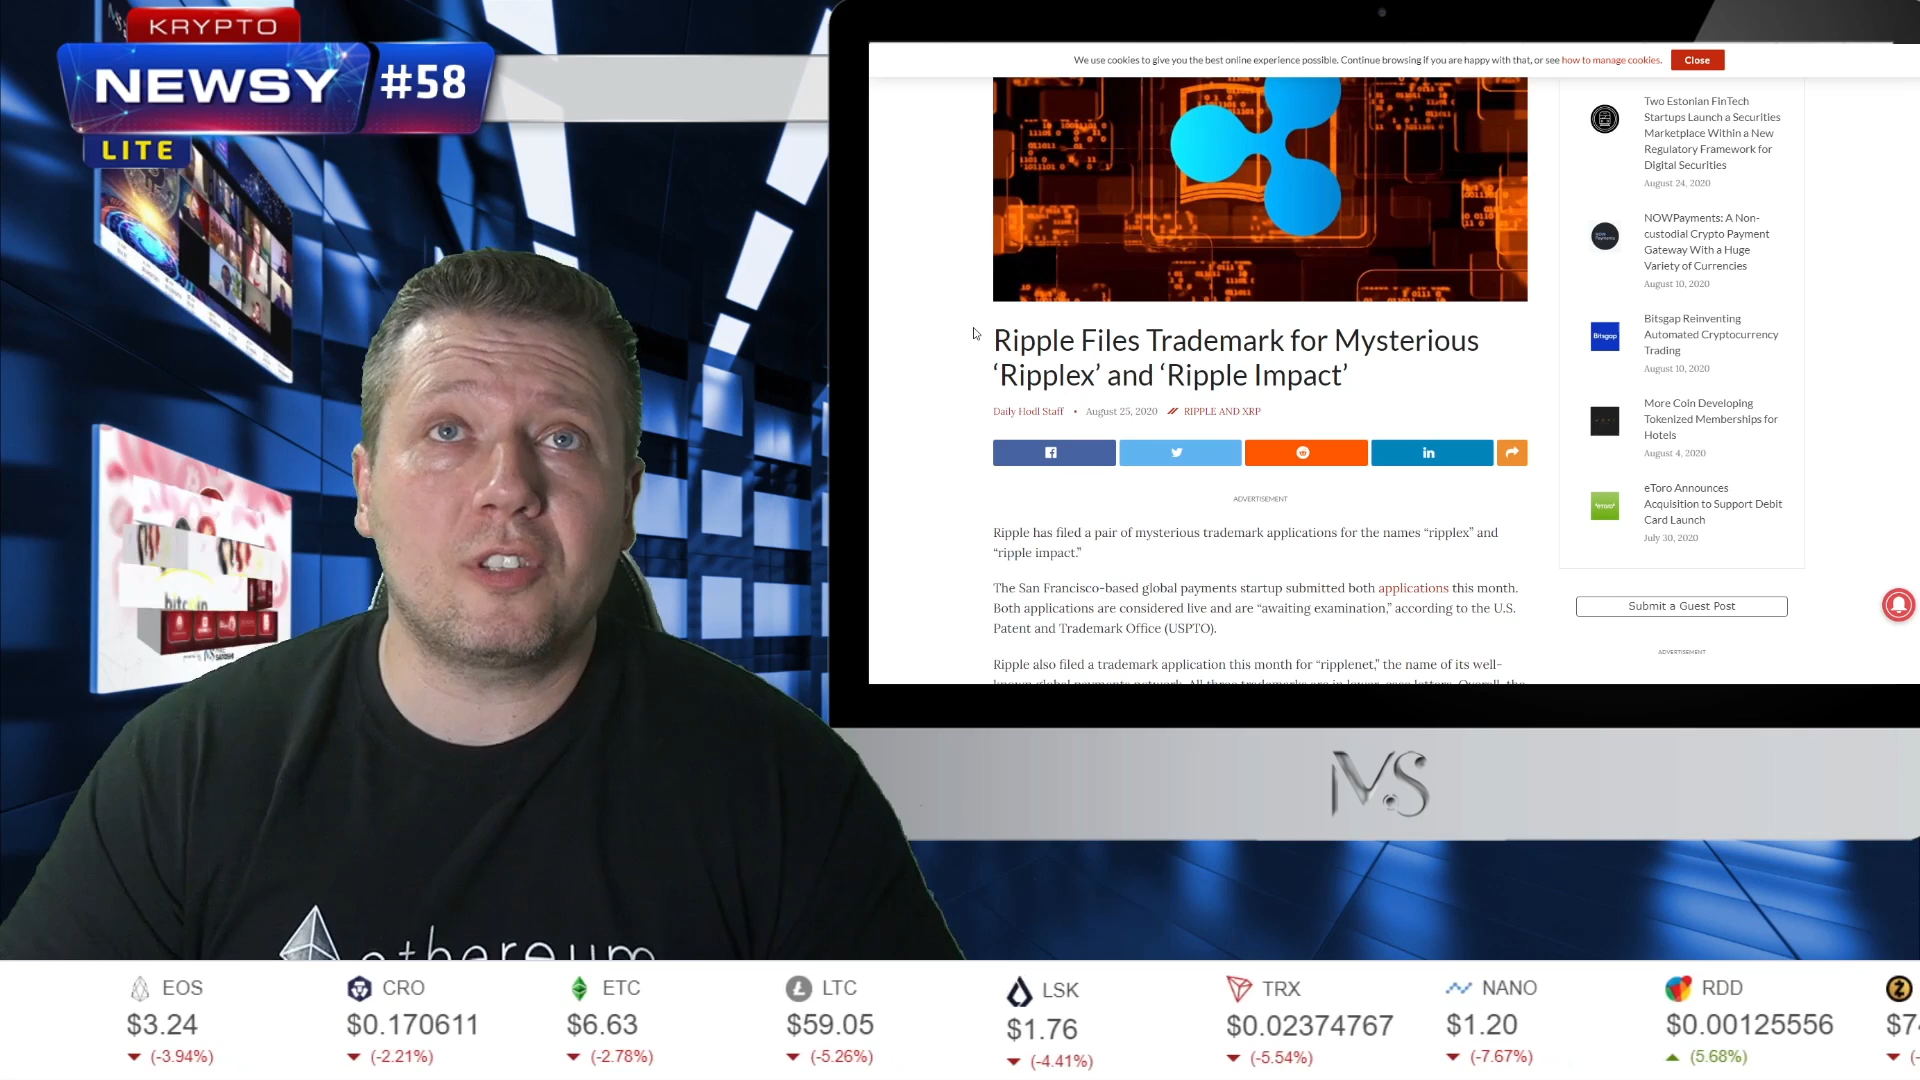 KRYPTO
NEWSY #58
LITE
We use cookies to give you the best online experience possible. Continue browsing if you are happy with that, or see how to manage cookies. Close
Ripple Files Trademark for Mysterious
‘Ripplex’ and ‘Ripple Impact’
Daily Hodl Staff • August 25, 2020 RIPPLE AND XRP
ADVERTISEMENT
Ripple has filed a pair of mysterious trademark applications for the names “ripplex” and
“ripple impact.”
The San Francisco-based global payments startup submitted both applications this month.
Both applications are considered live and are “awaiting examination,” according to the U.S.
Patent and Trademark Office (USPTO).
Ripple also filed a trademark application this month for “ripplenet,” the name of its well-
Two Estonian FinTech
Startups Launch a Securities
Marketplace Within a New
Regulatory Framework for
Digital Securities
August 24, 2020
NOWPayments: A Non-
custodial Crypto Payment
Gateway With a Huge
Variety of Currencies
August 10, 2020
Bitsgap
Bitsgap Reinventing
Automated Cryptocurrency
Trading
August 10, 2020
More Coin Developing
Tokenized Memberships for
Hotels
August 4, 2020
eToro
eToro Announces
Acquisition to Support Debit
Card Launch
July 30, 2020
Submit a Guest Post
ADVERTISEMENT
MS
ethereum
EOS
$3.24
(-3.94%)
CRO
$0.170611
(-2.21%)
ETC
$6.63
(-2.78%)
LTC
$59.05
(-5.26%)
LSK
$1.76
(-4.41%)
TRX
$0.02374767
(-5.54%)
NANO
$1.20
(-7.67%)
RDD
$0.00125556
(5.68%)